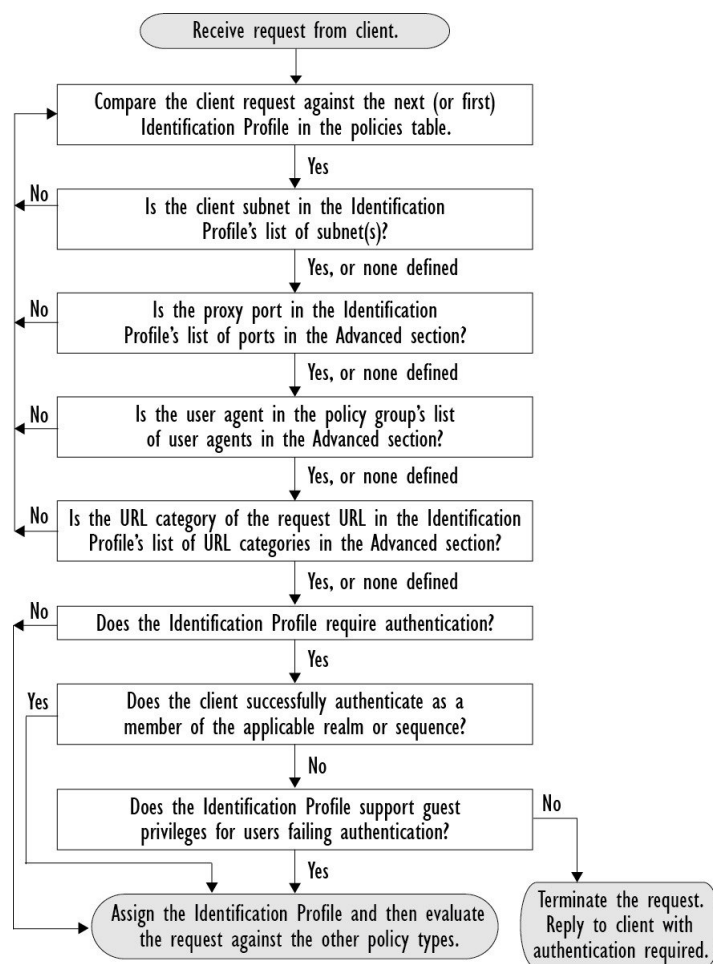 Receive request from client.
Compare the client request against the next (or first)
Identification Profile in the policies table.
Yes
No
Is the client subnet in the Identification
Profile's list of subnet(s)?
Yes, or none defined
No
Is the proxy port in the Identification
Profile's list of ports in the Advanced section?
Yes, or none defined
No
Is the user agent in the policy group's list
of user agents in the Advanced section?
Yes, or none defined
No
Is the URL category of the request URL in the Identification
Profile's list of URL categories in the Advanced section?
Yes, or none defined
No
Does the Identification Profile require authentication?
Yes
Yes
Does the client successfully authenticate as a
member of the applicable realm or sequence?
No
Does the Identification Profile support guest
privileges for users failing authentication?
No
Yes
Assign the Identification Profile and then evaluate
the request against the other policy types.
Terminate the request.
Reply to client with
authentication required.